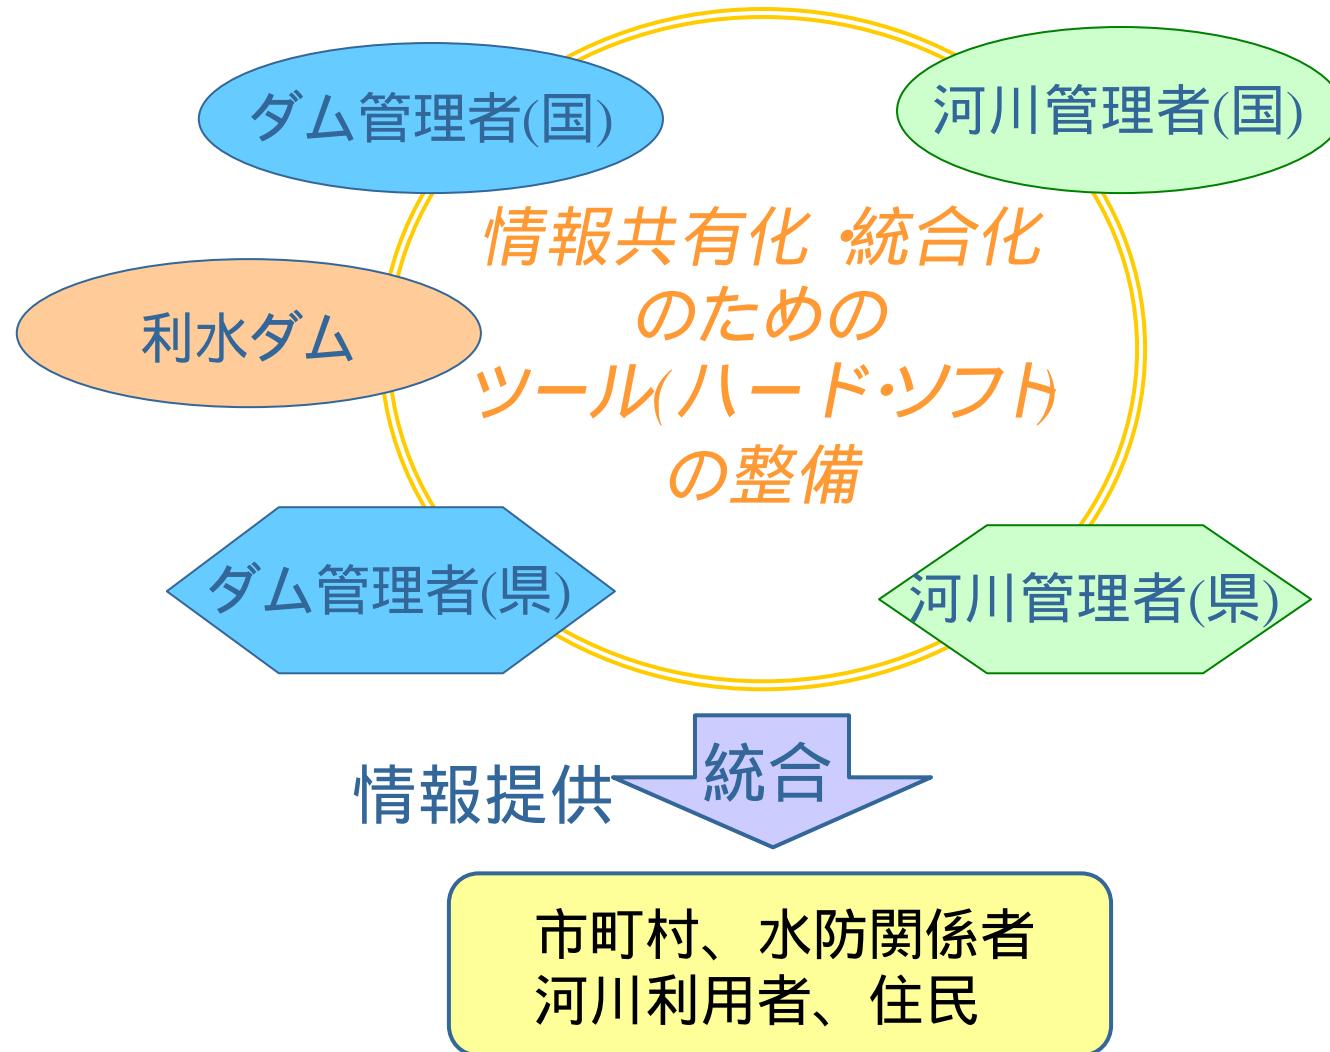 ダム管理者(国)
河川管理者(国)
情報共有化・統合化
のための
ツール(ハード・ソフト)
の整備
利水ダム
ダム管理者(県)
河川管理者(県)
統合
情報提供
市町村、水防関係者
河川利用者、住民